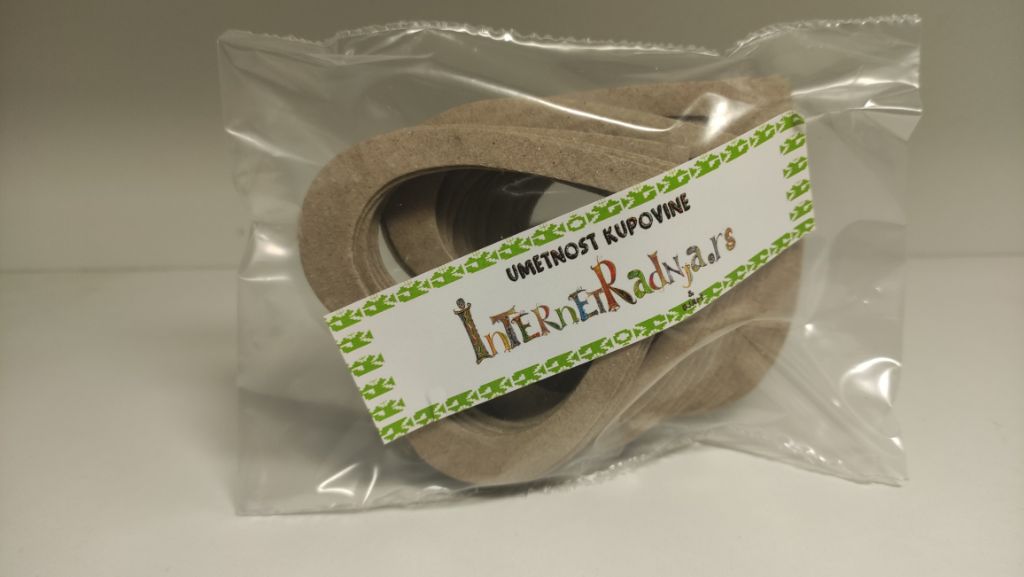 UMETNOST KUPOVINE
InTERnETRadnja.rs